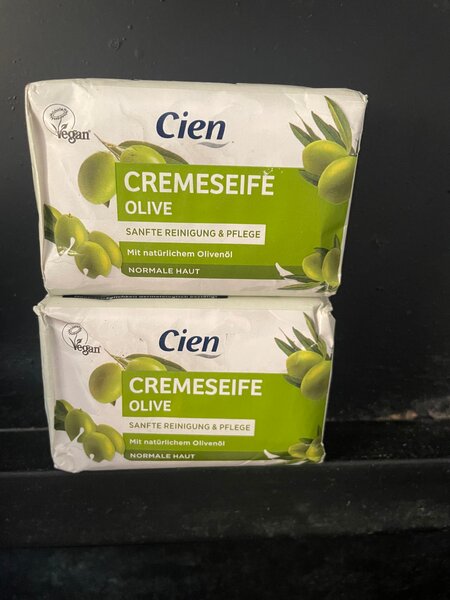 Vegan
Cien
CREMESEIFE
OLIVE
SANFTE REINIGUNG & PFLEGE
Mit natürlichem Olivenöl
NORMALE HAUT
Vegan
Cien
CREMESEIFE
OLIVE
SANFTE REINIGUNG & PFLEGE
Mit natürlichem Olivenöl
NORMALE HAUT